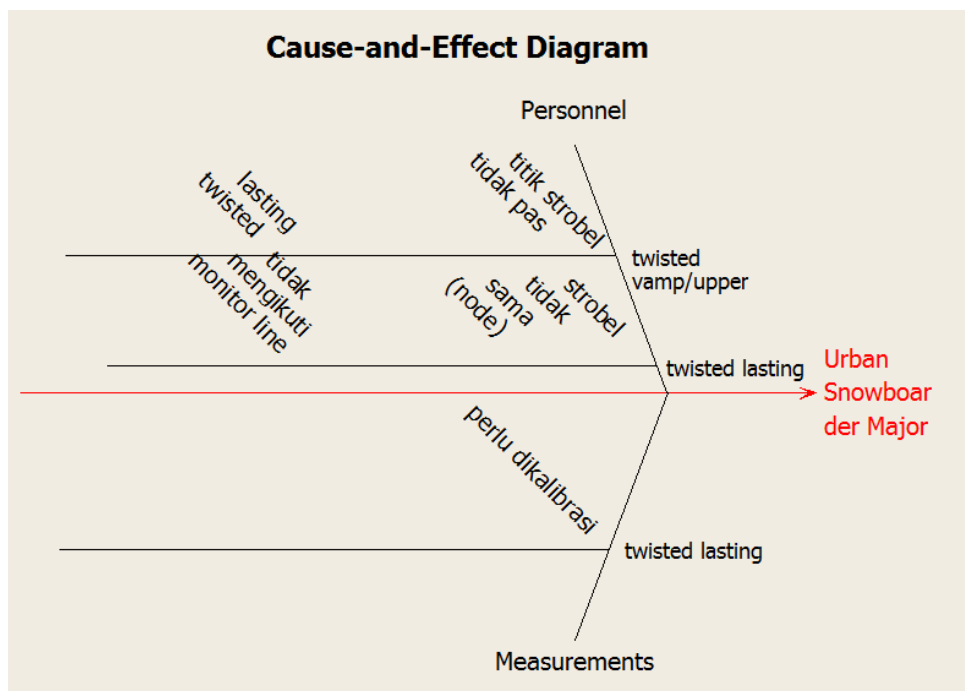 Cause-and-Effect Diagram
Personnel
lasting
twisted
titik strobel
tidak pas
twisted
vamp/upper
tidak
mengikuti
monitor line
strobel
tidak
sama
(node)
twisted lasting
Urban
Snowboar
der Major
perlu dikalibrasi
twisted lasting
Measurements